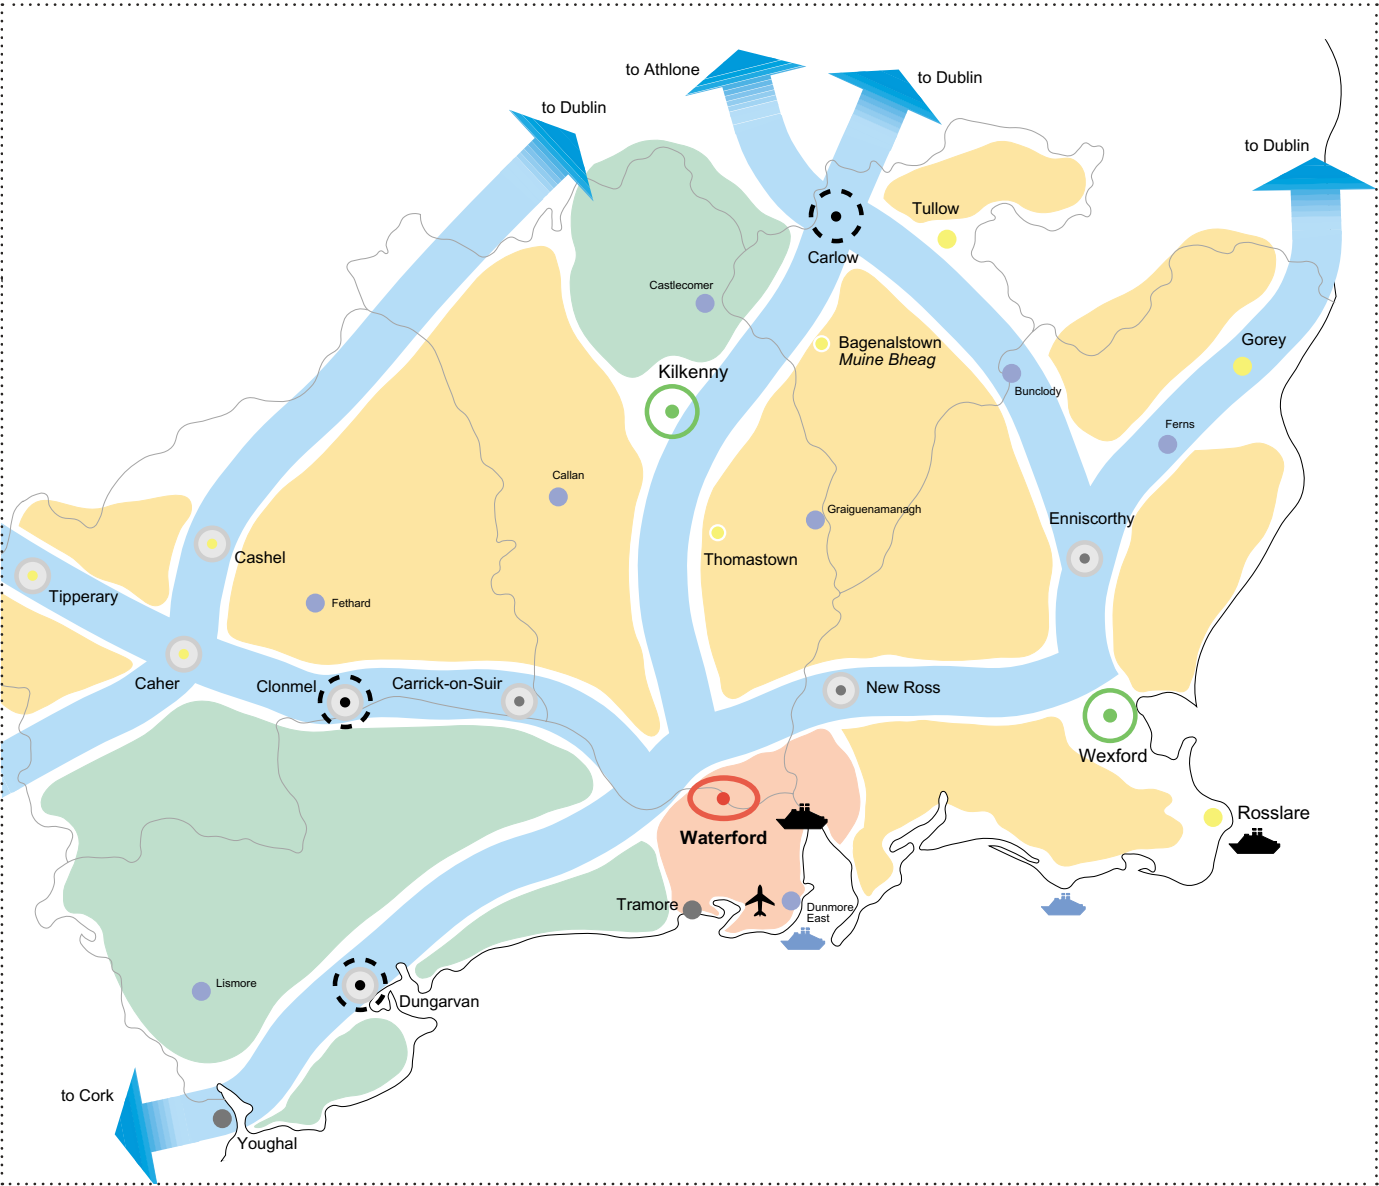 to Athlone
to Dublin
to Dublin
to Dublin
Tullow
Carlow
Castlecomer
Bagenalstown
Muine Bheag
Gorey
Kilkenny
Bunclody
Ferns
Callan
Graiguenamanagh
Enniscorthy
Cashel
Thomastown
Tipperary
Fethard
Caher
Clonmel
Carrick-on-Suir
New Ross
Wexford
Rosslare
Waterford
Tramore
Dunmore
East
Lismore
Dungarvan
to Cork
Youghal